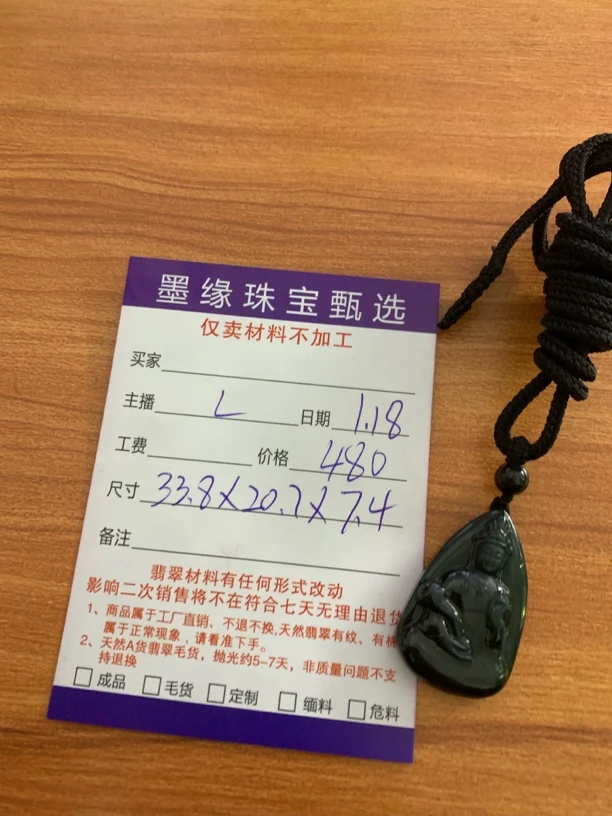 墨缘珠宝甄选
仅卖材料不加工
买家
主播 L 日期 1.18
工费 价格 480
尺寸 33.8X20.7X7.4
备注
翡翠材料有任何形式改动
影响二次销售将不在符合七天无理由退货
1、商品属于工厂直销、不退不换,天然翡翠有纹、有棉
属于正常现象，请看准下手。
2、天然A货翡翠毛货，抛光约5-7天，非质量问题不支
持退换
成品 毛货 定制 缅料 危料